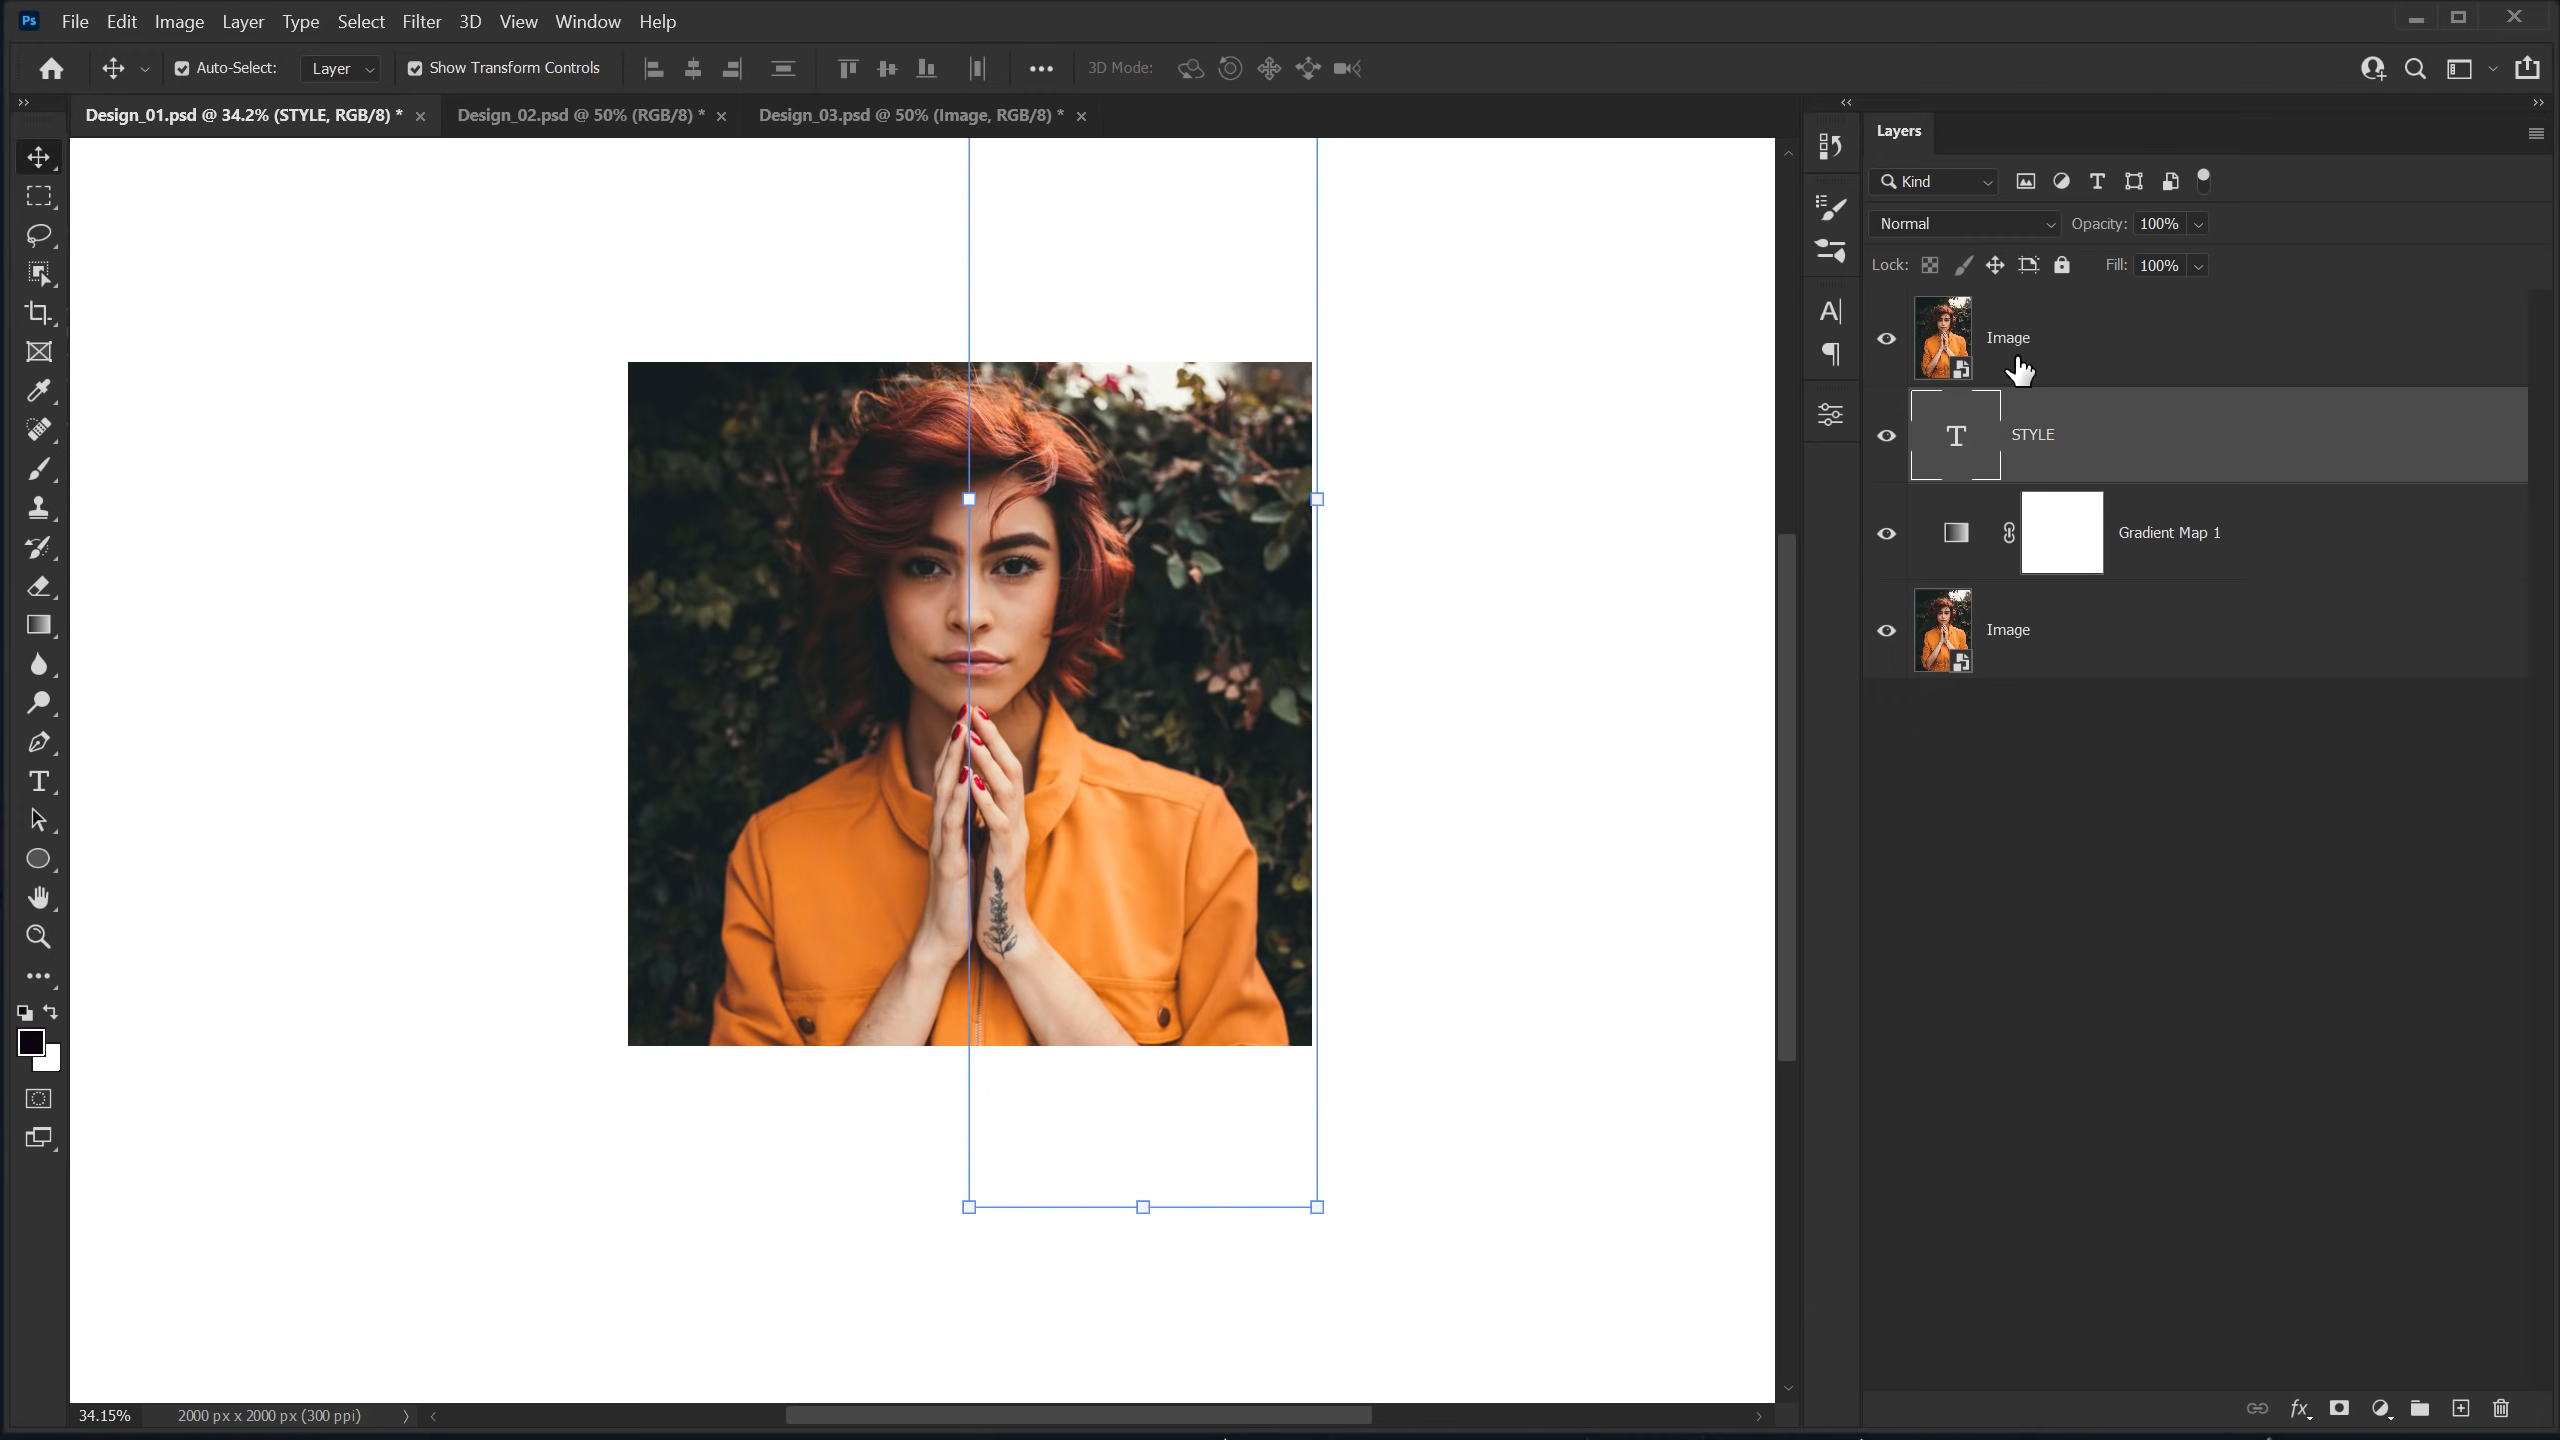 Ps File Edit Image Layer Type Select Filter 3D View Window Help
Auto-Select: Layer Show Transform Controls 3D Mode:
Design_01.psd @ 34.2% (STYLE, RGB/8) * Design_02.psd @ 50% (RGB/8) * Design_03.psd @ 50% (Image, RGB/8) *
Layers
Kind
Normal Opacity: 100%
Lock: Fill: 100%
Image
STYLE
Gradient Map 1
Image
34.15% 2000 px x 2000 px (300 ppi)
fx